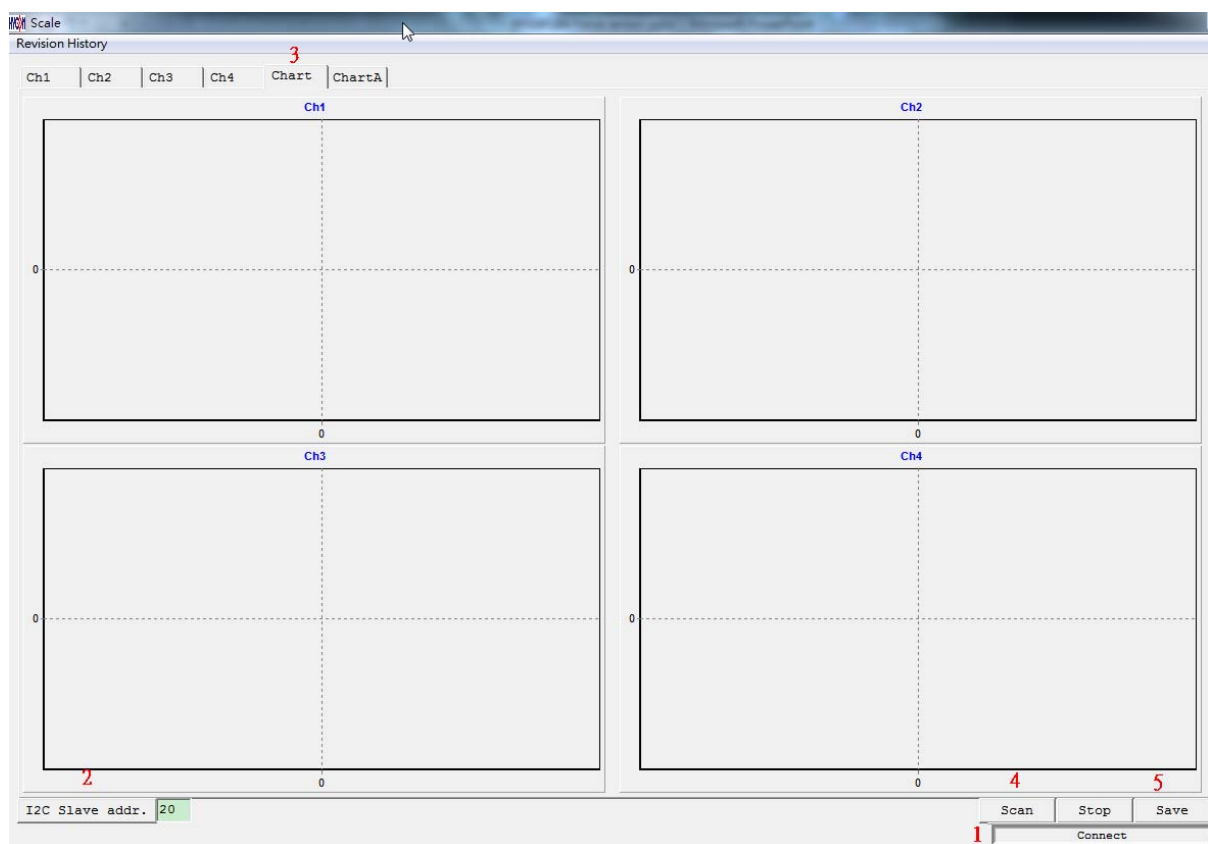 Scale
Revision History
3
Ch1 Ch2 Ch3 Ch4 Chart ChartA
Ch1 Ch2
0 0
0 0
Ch3 Ch4
0 0
0 0
2 4 5
I2C Slave addr. 20 Scan Stop Save
1 Connect